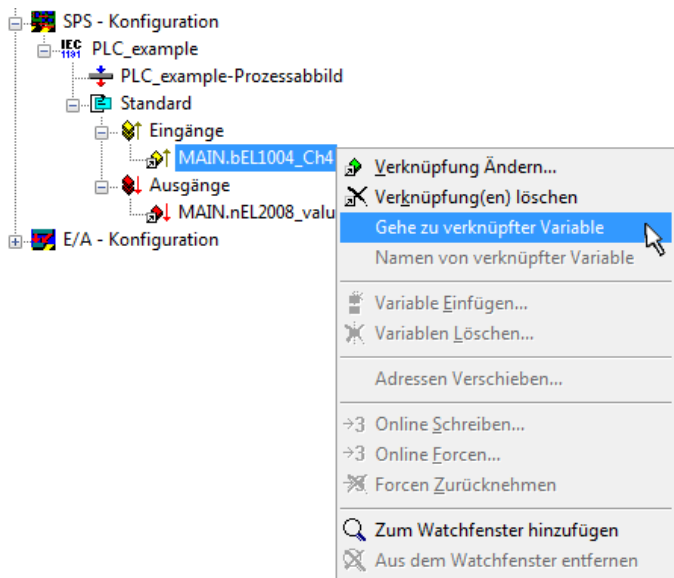 SPS - Konfiguration
IEC
1131
PLC_example
PLC_example-Prozessabbild
Standard
Eingänge
MAIN.bEL1004_Ch4
Ausgänge
MAIN.nEL2008_valu
E/A - Konfiguration
Verknüpfung Ändern...
Verknüpfung(en) löschen
Gehe zu verknüpfter Variable
Namen von verknüpfter Variable
Variable Einfügen...
Variablen Löschen...
Adressen Verschieben...
→3 Online Schreiben...
→3 Online Forcen...
Forcen Zurücknehmen
Zum Watchfenster hinzufügen
Aus dem Watchfenster entfernen